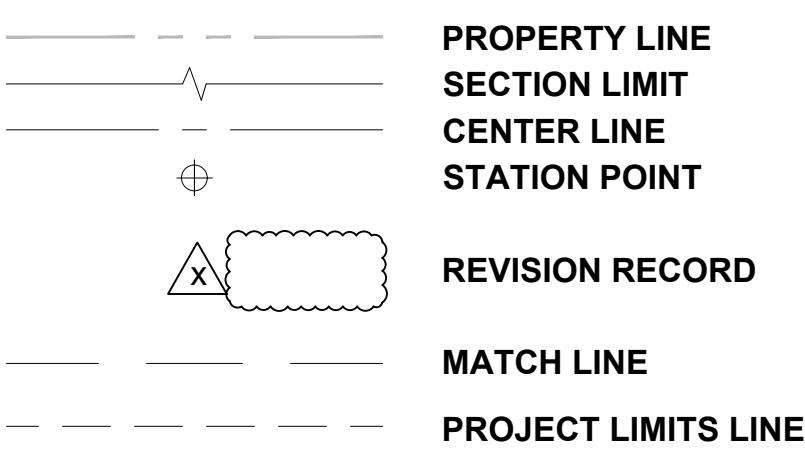 PROPERTY LINE
SECTION LIMIT
CENTER LINE
STATION POINT
X
REVISION RECORD
MATCH LINE
PROJECT LIMITS LINE